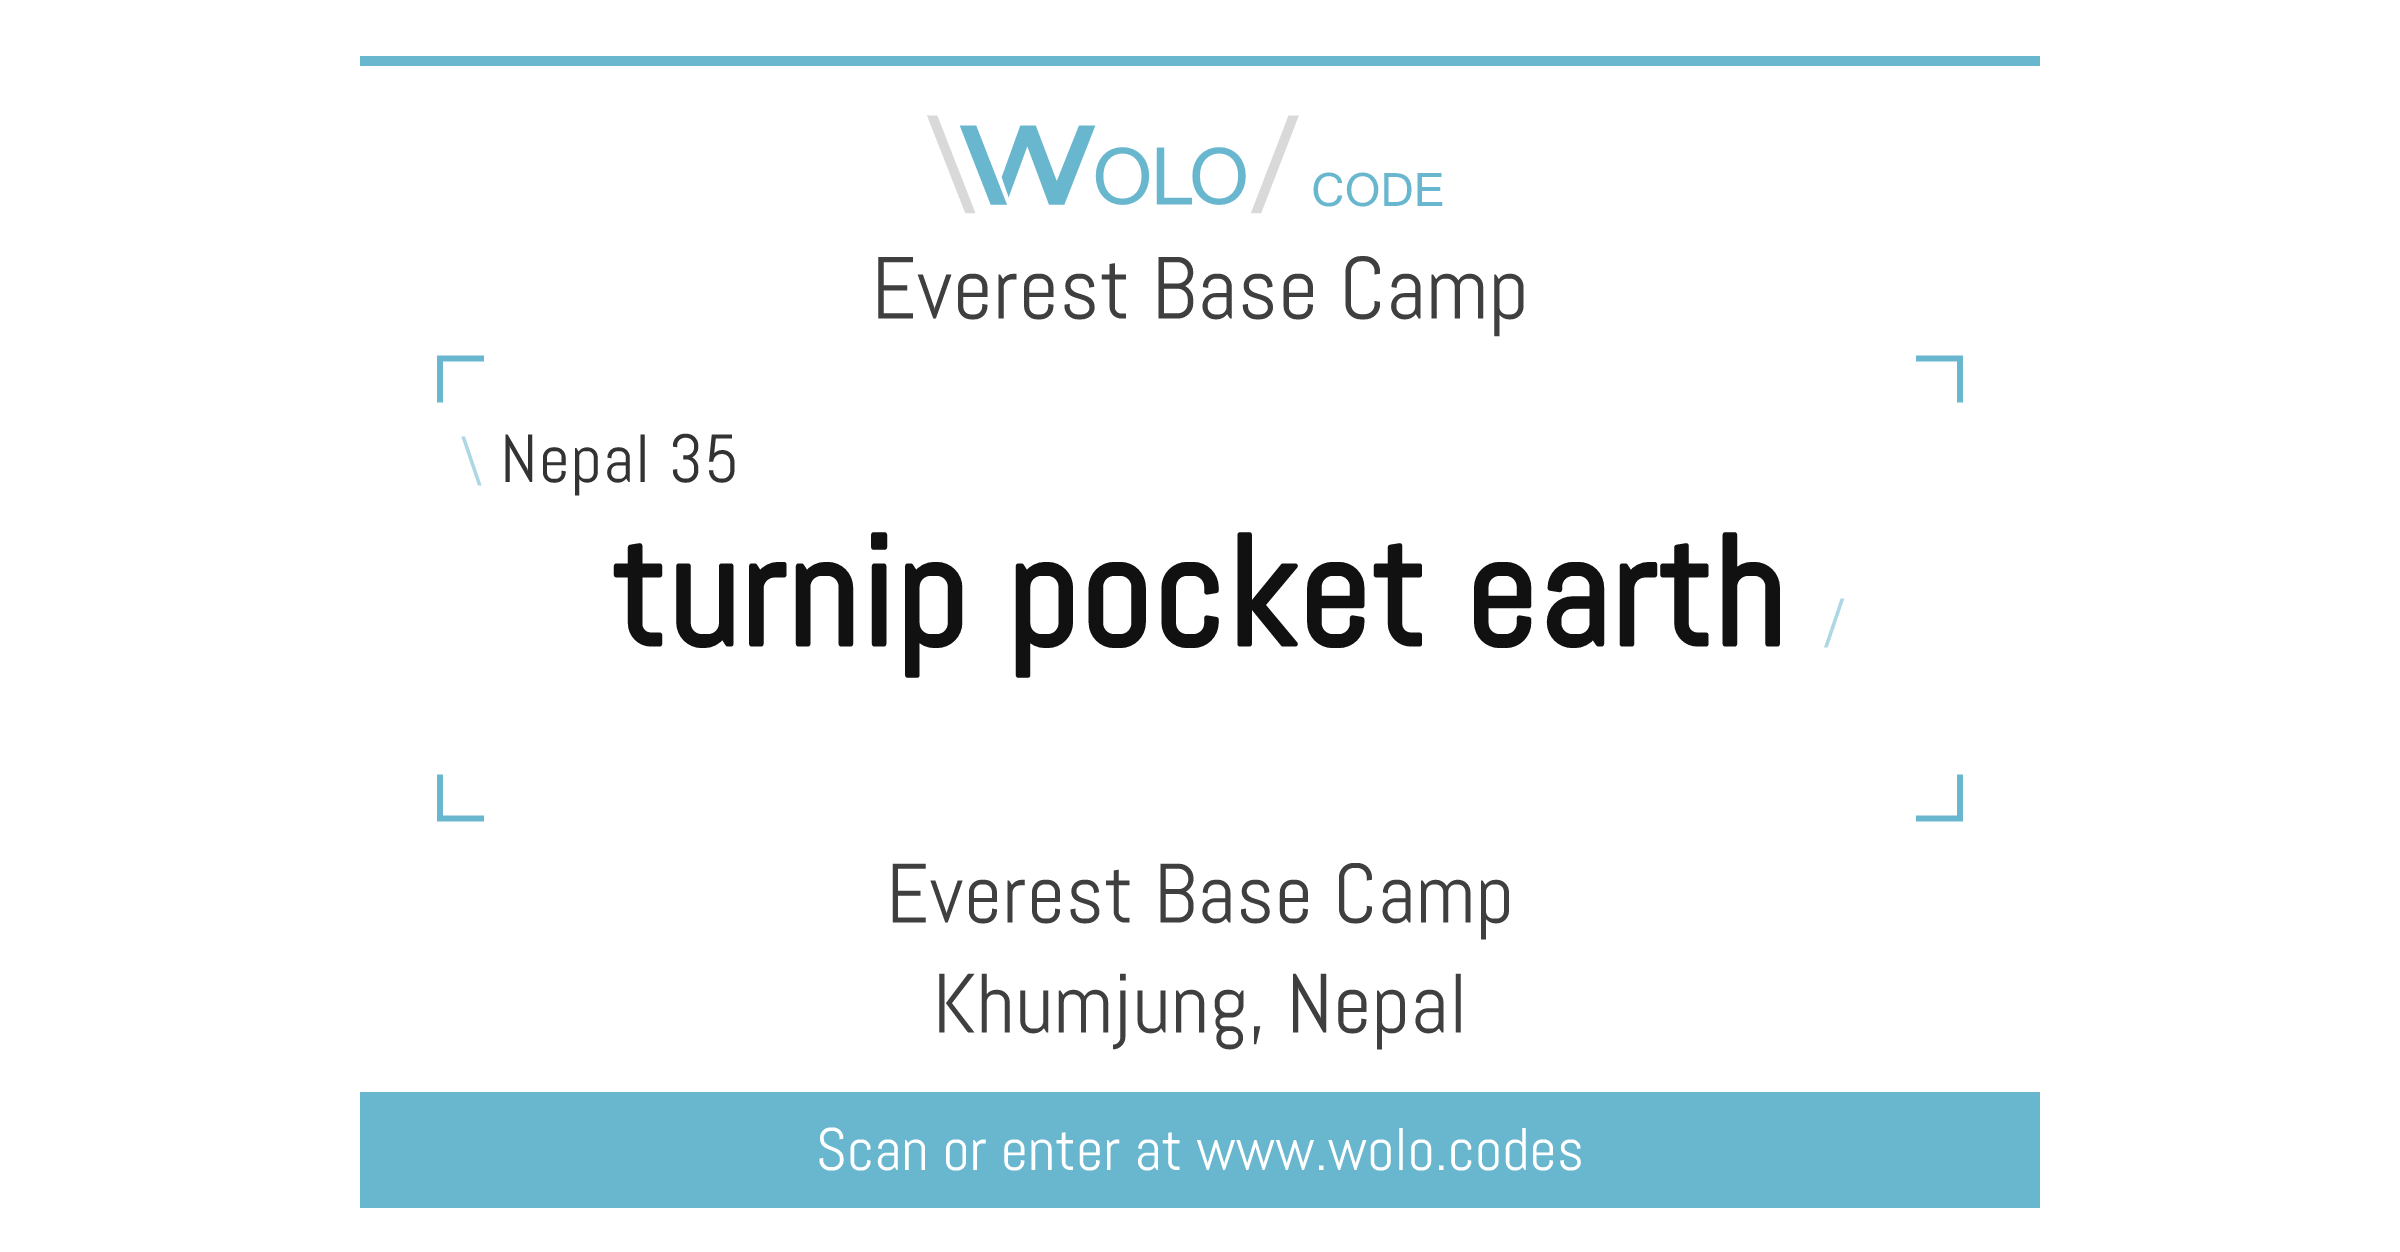 \WOLO/ CODE
Everest Base Camp
\ Nepal 35
turnip pocket earth /
Everest Base Camp
Khumjung, Nepal
Scan or enter at www.wolo.codes